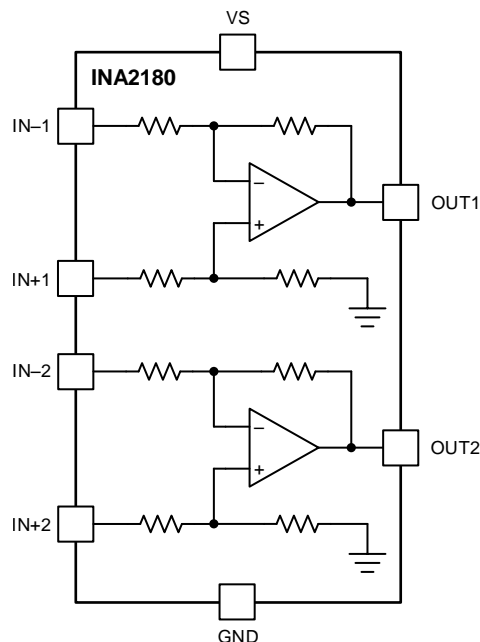 VS
INA2180
IN–1
−
OUT1
+
IN+1
IN–2
−
OUT2
+
IN+2
GND